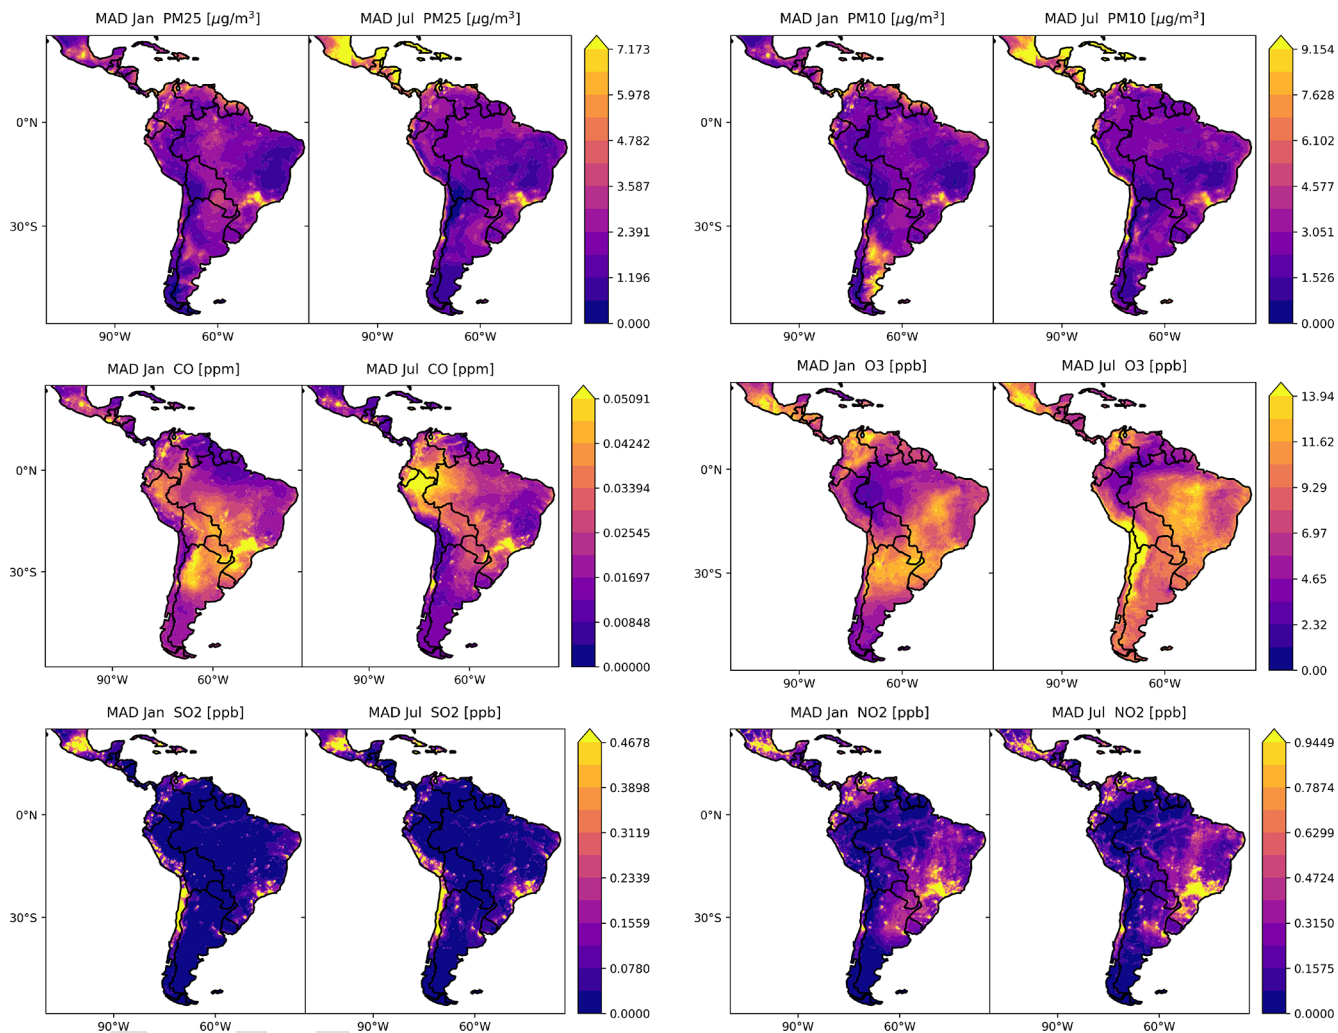 MAD Jan PM25 [μg/m³]
MAD Jul PM25 [μg/m³]
MAD Jan PM10 [μg/m³]
MAD Jul PM10 [μg/m³]
0°N
30°S
90°W
60°W
90°W
60°W
7.173
5.978
4.782
3.587
2.391
1.196
0.000
0°N
30°S
90°W
60°W
90°W
60°W
9.154
7.628
6.102
4.577
3.051
1.526
0.000
MAD Jan CO [ppm]
MAD Jul CO [ppm]
MAD Jan O3 [ppb]
MAD Jul O3 [ppb]
0°N
30°S
90°W
60°W
90°W
60°W
0.05091
0.04242
0.03394
0.02545
0.01697
0.00848
0.00000
0°N
30°S
90°W
60°W
90°W
60°W
13.94
11.62
9.29
6.97
4.65
2.32
0.00
MAD Jan SO2 [ppb]
MAD Jul SO2 [ppb]
MAD Jan NO2 [ppb]
MAD Jul NO2 [ppb]
0°N
30°S
90°W
60°W
90°W
60°W
0.4678
0.3898
0.3119
0.2339
0.1559
0.0780
0.0000
0°N
30°S
90°W
60°W
90°W
60°W
0.9449
0.7874
0.6299
0.4724
0.3150
0.1575
0.0000